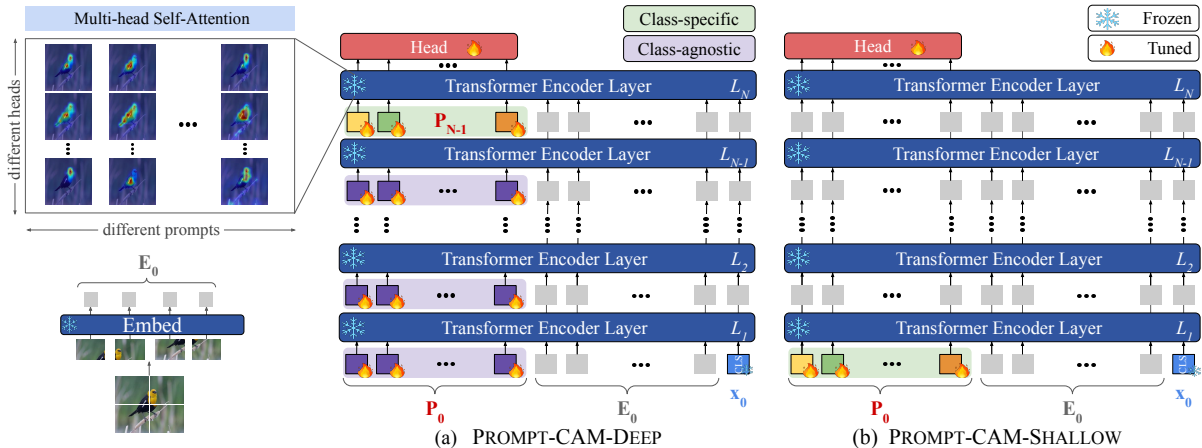 Multi-head Self-Attention
different heads
different prompts
E0
Embed
Class-specific
Class-agnostic
Head
Transformer Encoder Layer LN
PN-1
Transformer Encoder Layer LN-1
Transformer Encoder Layer L2
Transformer Encoder Layer L1
CLS
P0 E0 x0
(a) PROMPT-CAM-DEEP
Frozen
Tuned
Head
Transformer Encoder Layer LN
Transformer Encoder Layer LN-1
Transformer Encoder Layer L2
Transformer Encoder Layer L1
CLS
P0 E0 x0
(b) PROMPT-CAM-SHALLOW